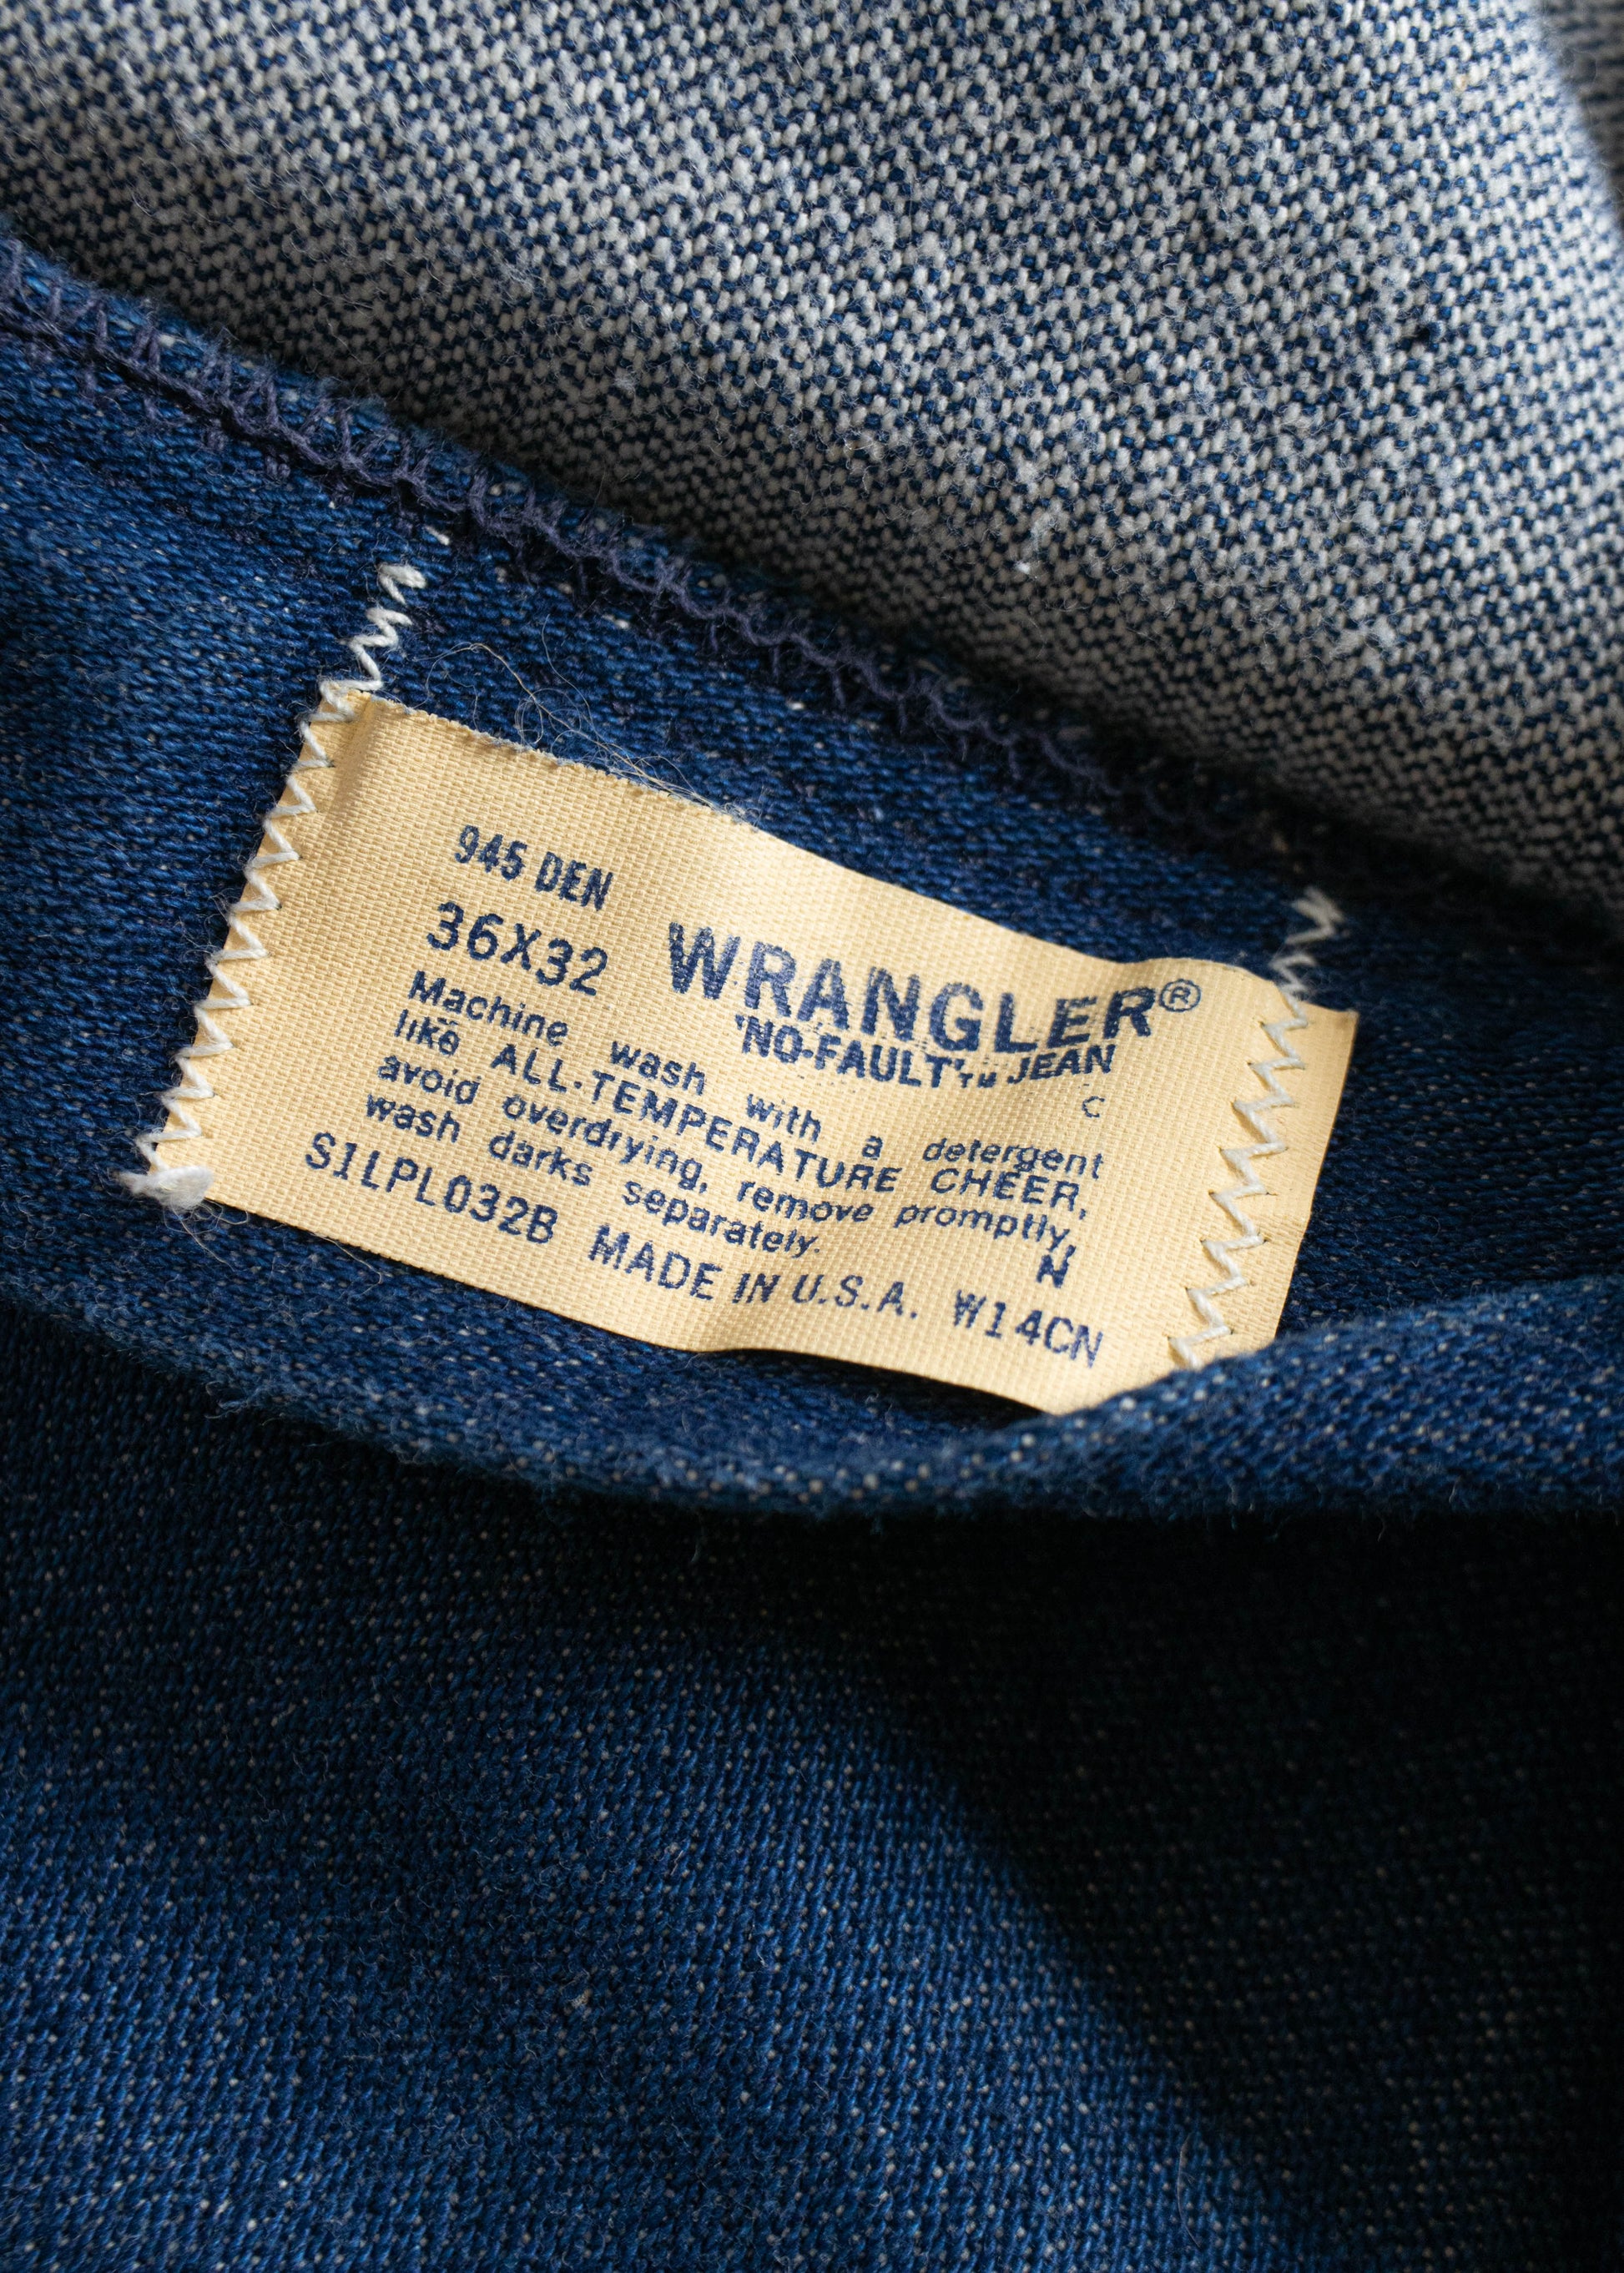 945 DEN
36X32 WRANGLER®
'NO-FAULT'™ JEAN
C
Machine wash with a detergent
like ALL-TEMPERATURE CHEER,
avoid overdrying, remove promptly,
wash darks separately.
N
S1LPL032B MADE IN U.S.A. W14CN